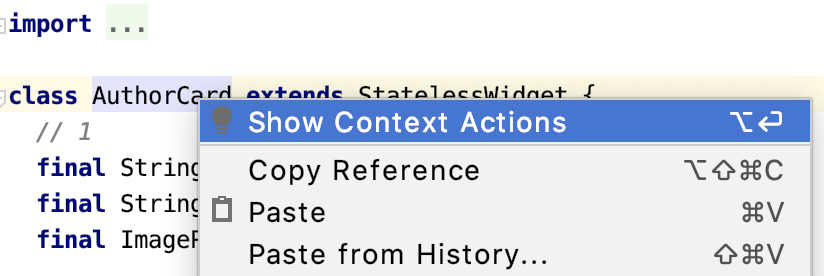 import ...
class AuthorCard extends StatelessWidget {
// 1
final String
final String
final Image
Show Context Actions ⌥↩
Copy Reference ⌥⇧⌘C
Paste ⌘V
Paste from History... ⇧⌘V